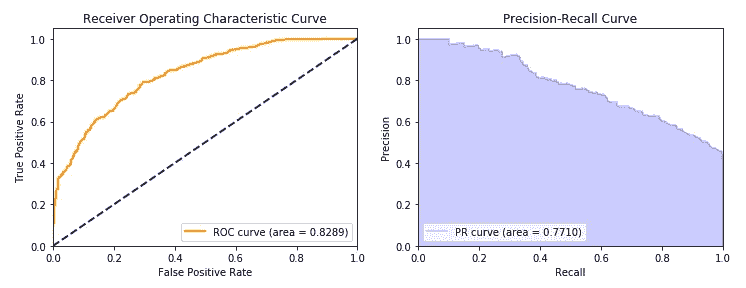 Receiver Operating Characteristic Curve
True Positive Rate
1.0
0.8
0.6
0.4
0.2
0.0
0.0 0.2 0.4 0.6 0.8 1.0
False Positive Rate
ROC curve (area = 0.8289)
Precision-Recall Curve
Precision
1.0
0.8
0.6
0.4
0.2
0.0
0.0 0.2 0.4 0.6 0.8 1.0
Recall
PR curve (area = 0.7710)